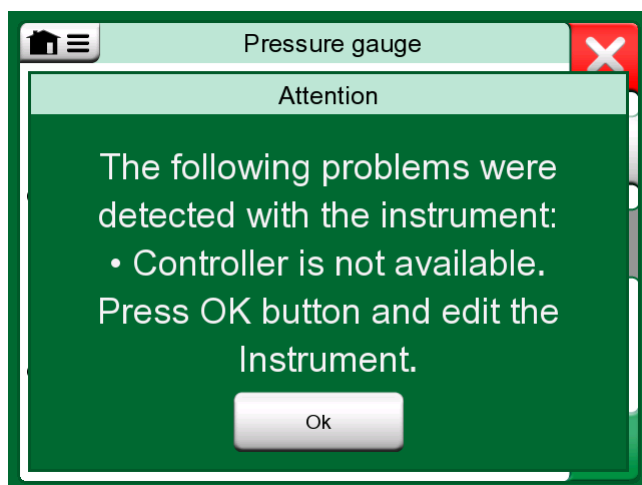 Pressure gauge
Attention
The following problems were
detected with the instrument:
• Controller is not available.
Press OK button and edit the
Instrument.
Ok